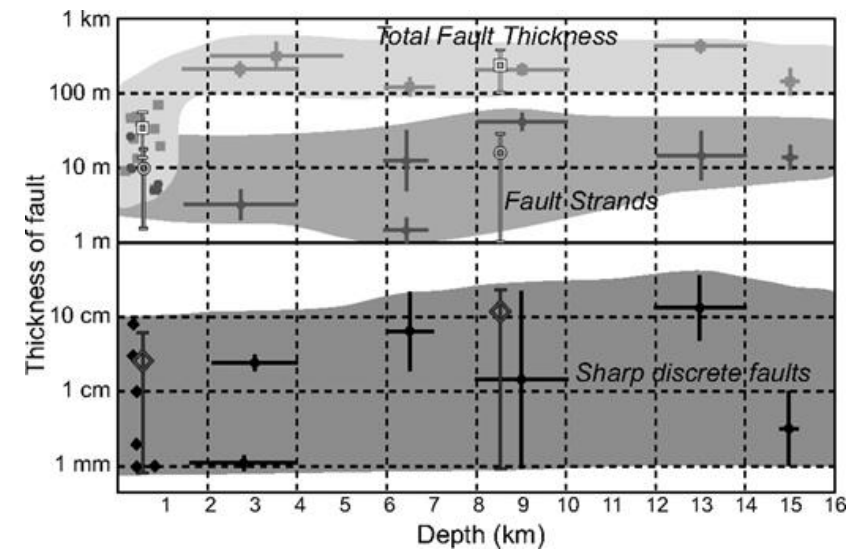 1 km
Total Fault Thickness
100 m
10 m
Fault Strands
1 m
Thickness of fault
10 cm
Sharp discrete faults
1 cm
1 mm
1 2 3 4 5 6 7 8 9 10 11 12 13 14 15 16
Depth (km)